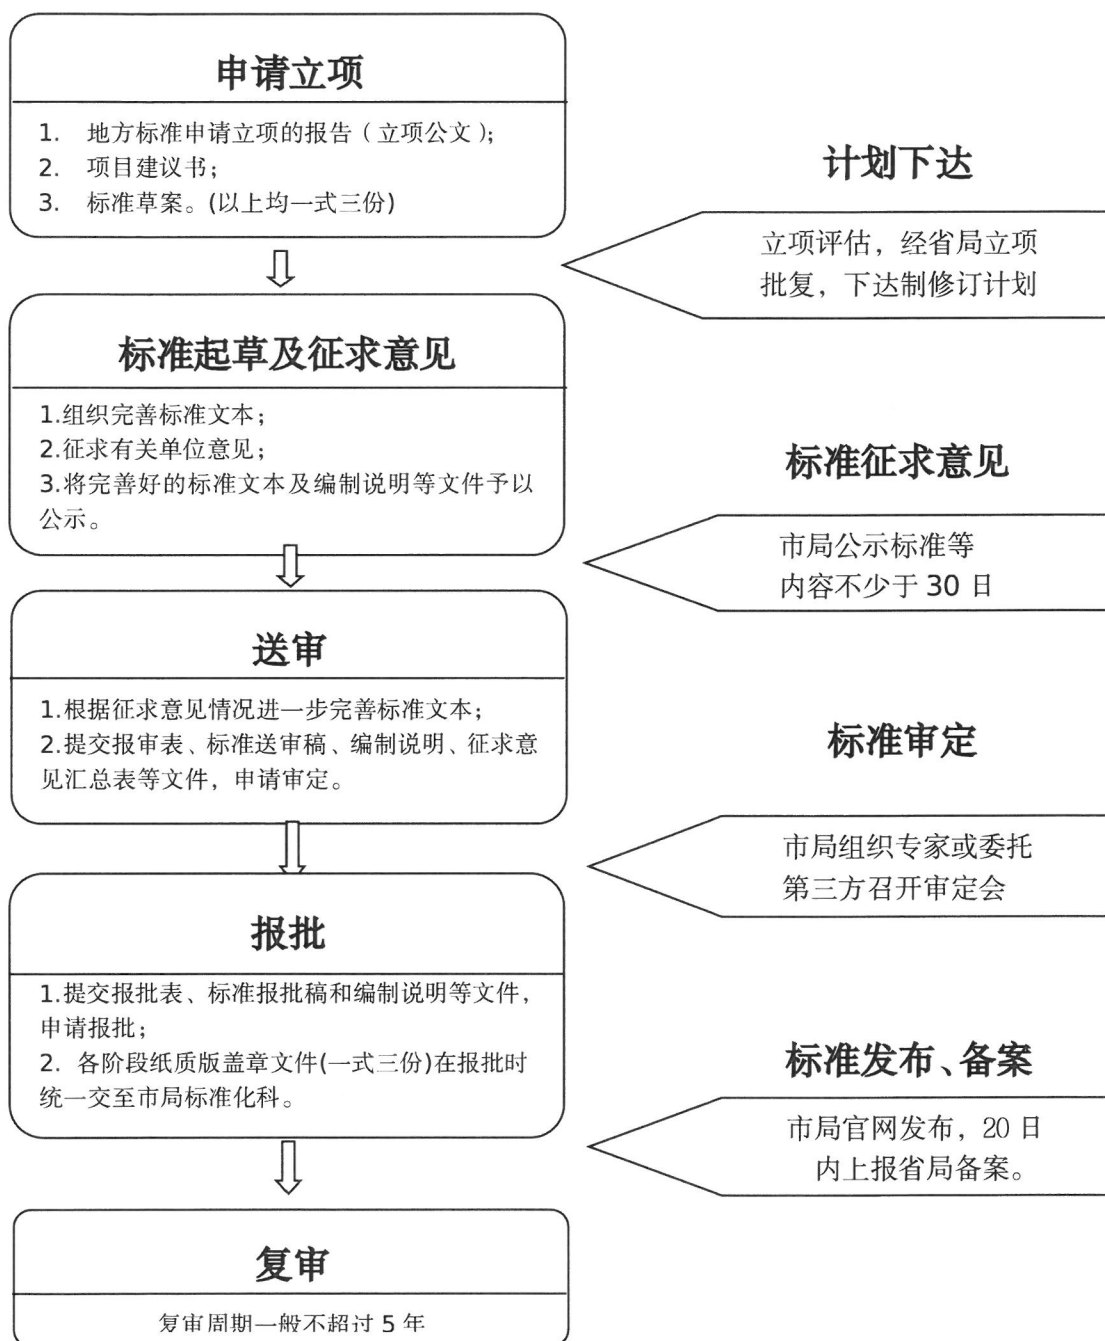 申请立项
1. 地方标准申请立项的报告（立项公文）；
2. 项目建议书；
3. 标准草案。(以上均一式三份)
计划下达
立项评估，经省局立项
批复，下达制修订计划
标准起草及征求意见
1.组织完善标准文本；
2.征求有关单位意见；
3.将完善好的标准文本及编制说明等文件予以
公示。
标准征求意见
市局公示标准等
内容不少于 30 日
送审
1.根据征求意见情况进一步完善标准文本；
2.提交报审表、标准送审稿、编制说明、征求意
见汇总表等文件，申请审定。
标准审定
市局组织专家或委托
第三方召开审定会
报批
1.提交报批表、标准报批稿和编制说明等文件，
申请报批；
2. 各阶段纸质版盖章文件(一式三份)在报批时
统一交至市局标准化科。
标准发布、备案
市局官网发布，20 日
内上报省局备案。
复审
复审周期一般不超过 5 年